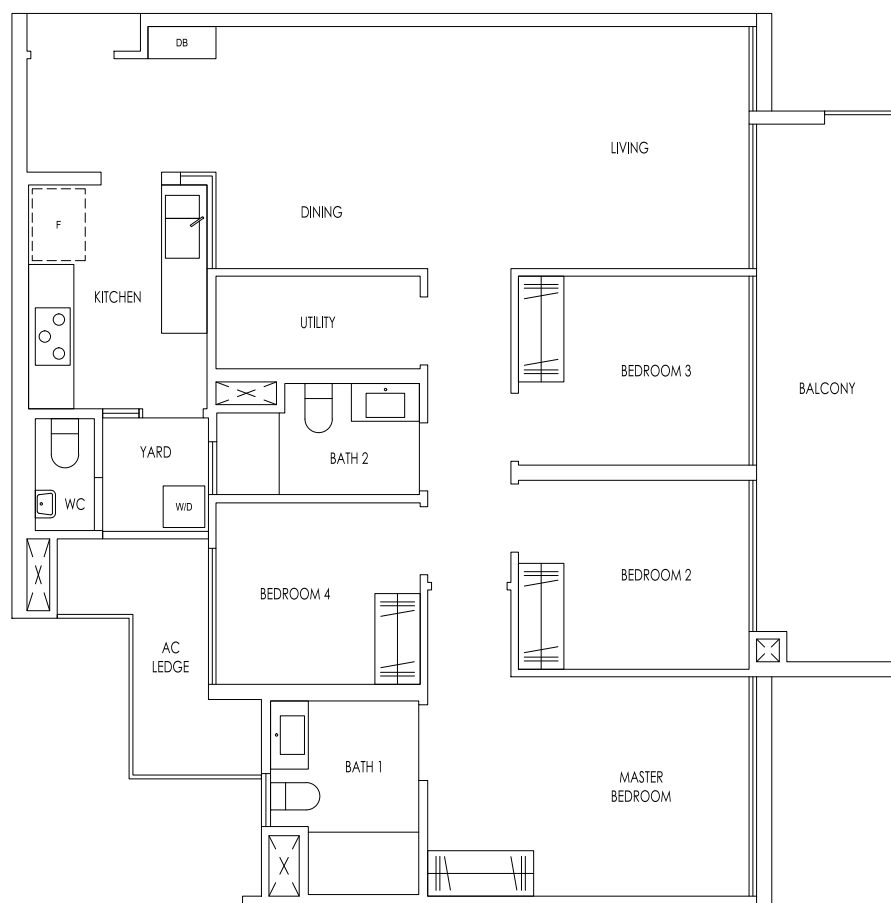 DB
LIVING
DINING
F
KITCHEN
UTILITY
BEDROOM 3
BALCONY
YARD
BATH 2
WC
W/D
BEDROOM 4
BEDROOM 2
AC
LEDGE
BATH 1
MASTER
BEDROOM